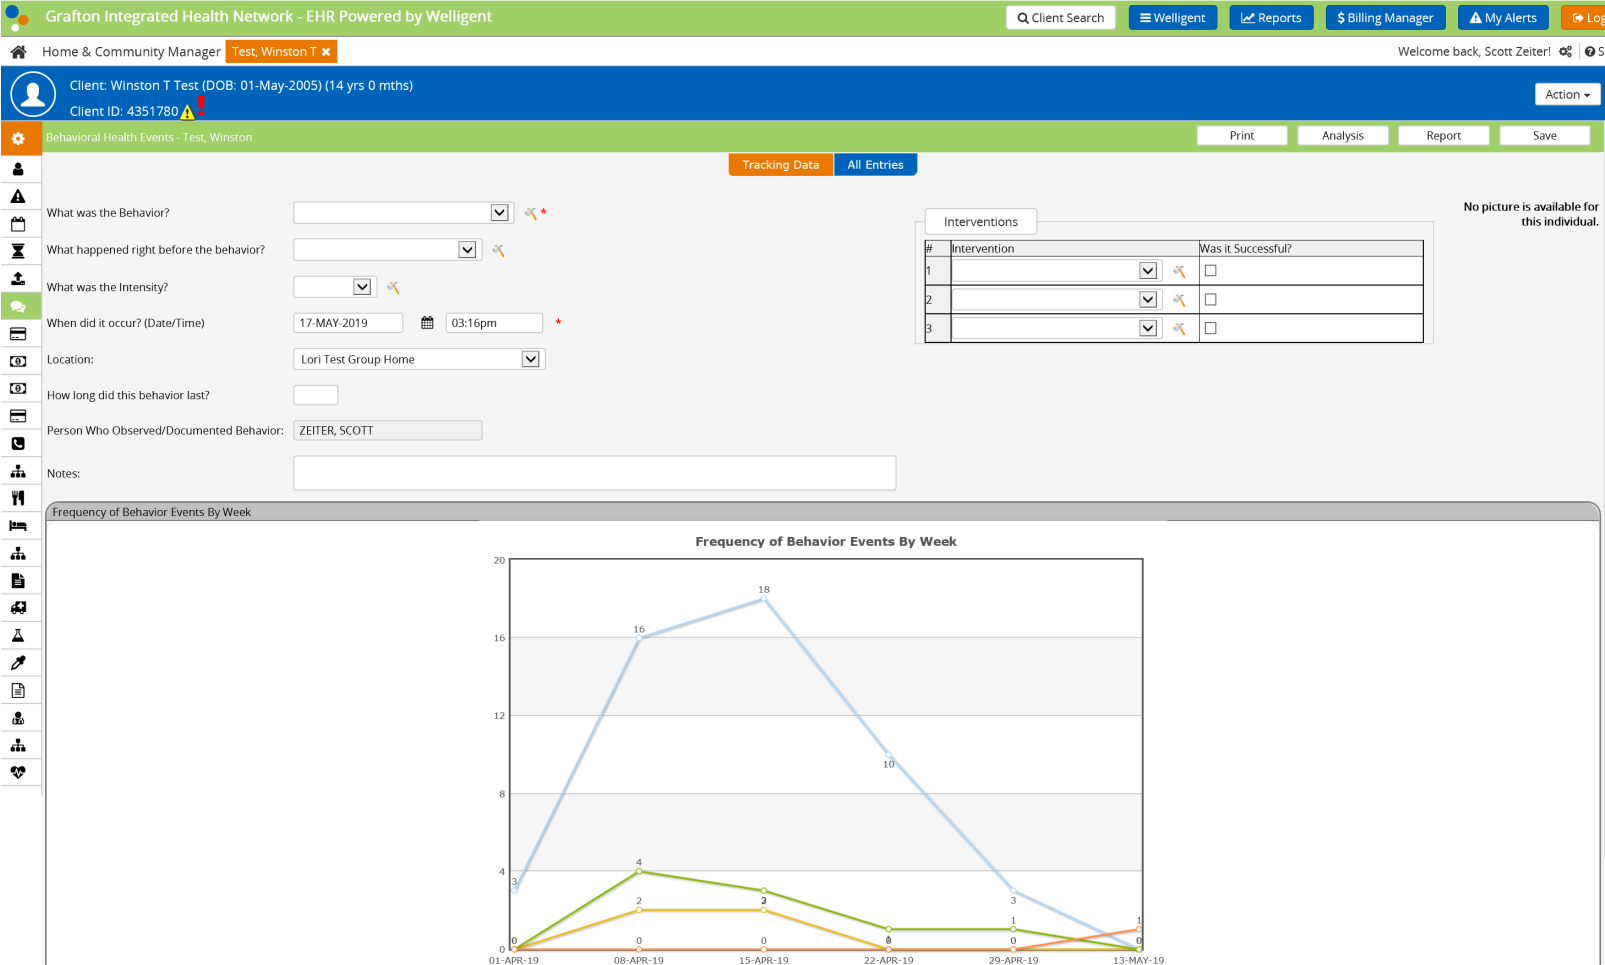 Grafton Integrated Health Network - EHR Powered by Welligent
Client Search
Welligent
Reports
$ Billing Manager
My Alerts
Log
Home & Community Manager
Test, Winston T ×
Welcome back, Scott Zeiter!
S
Client: Winston T Test (DOB: 01-May-2005) (14 yrs 0 mths)
Client ID: 4351780
Action
Behavioral Health Events - Test, Winston
Print
Analysis
Report
Save
Tracking Data
All Entries
What was the Behavior?
*
What happened right before the behavior?
What was the Intensity?
When did it occur? (Date/Time)
17-MAY-2019
03:16pm
*
Location:
Lori Test Group Home
How long did this behavior last?
Person Who Observed/Documented Behavior:
ZEITER, SCOTT
Notes:
Interventions
# Intervention Was it Successful?
1
2
3
No picture is available for
this individual.
Frequency of Behavior Events By Week
Frequency of Behavior Events By Week
20
18
16
16
12
10
8
4
4
3
3
2
1
1
0
0
0
0
0
0
01-APR-19 08-APR-19 15-APR-19 22-APR-19 29-APR-19 13-MAY-19